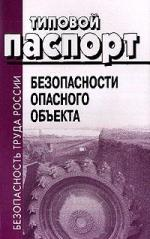 ТИПОВОЙ
ПАСПОРТ
БЕЗОПАСНОСТИ
ОПАСНОГО
ОБЪЕКТА
БЕЗОПАСНОСТЬ ТРУДА РОССИИ